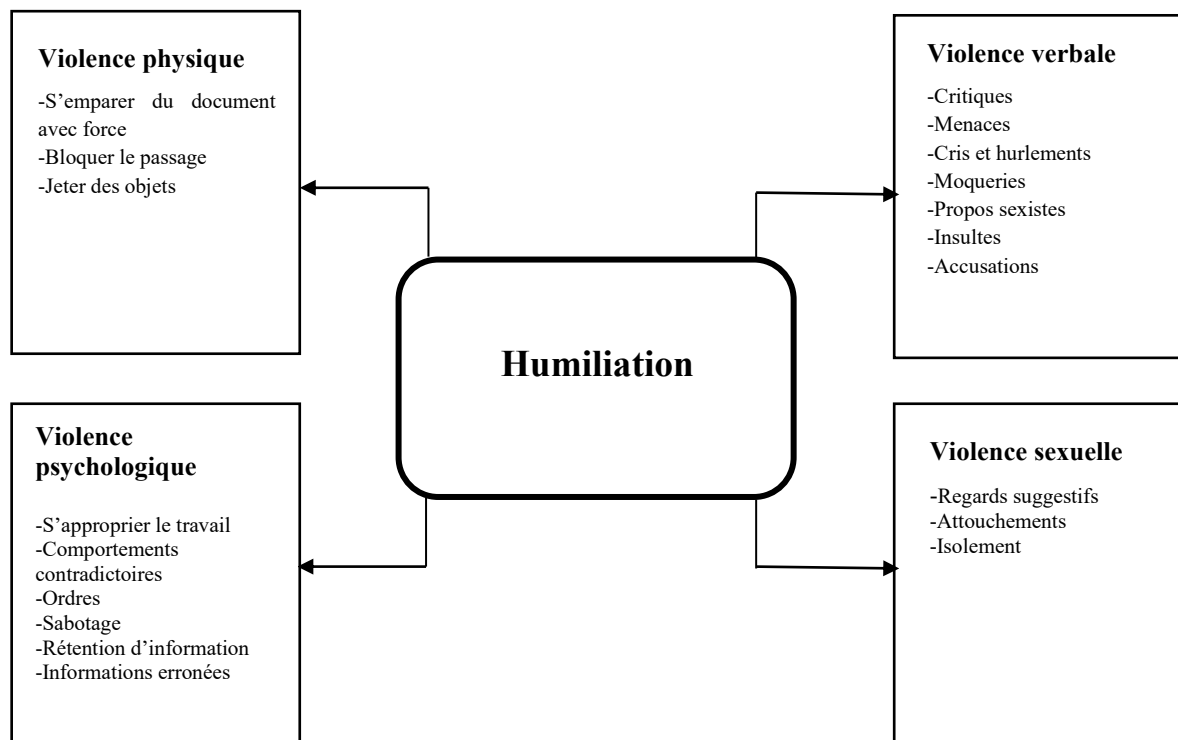 Violence physique
-S’emparer du document
avec force
-Bloquer le passage
-Jeter des objets
Violence verbale
-Critiques
-Menaces
-Cris et hurlements
-Moqueries
-Propos sexistes
-Insultes
-Accusations
Humiliation
Violence
psychologique
-S’approprier le travail
-Comportements
contradictoires
-Ordres
-Sabotage
-Rétention d’information
-Informations erronées
Violence sexuelle
-Regards suggestifs
-Attouchements
-Isolement